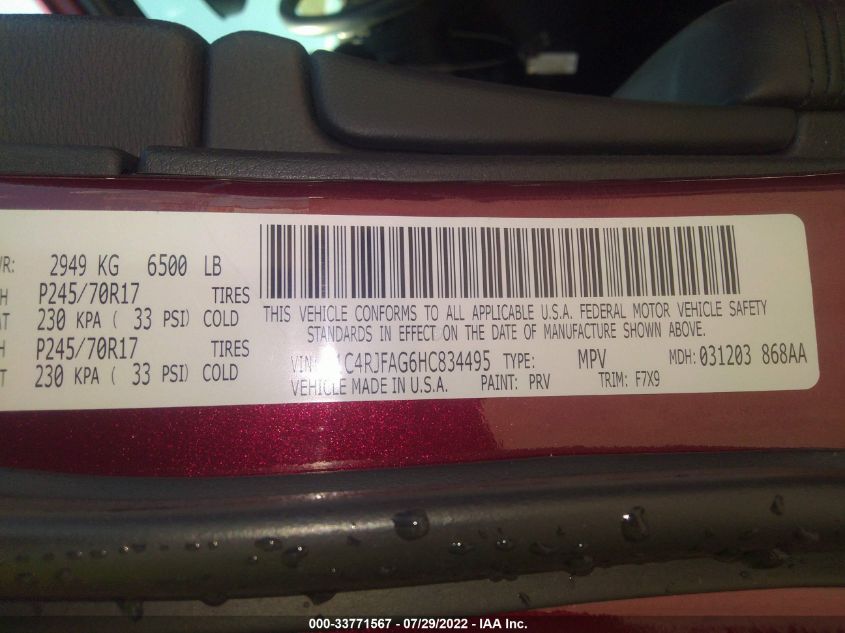 2949 KG 6500 LB
P245/70R17 TIRES
230 KPA ( 33 PSI) COLD
P245/70R17 TIRES
230 KPA ( 33 PSI) COLD
THIS VEHICLE CONFORMS TO ALL APPLICABLE U.S.A. FEDERAL MOTOR VEHICLE SAFETY
STANDARDS IN EFFECT ON THE DATE OF MANUFACTURE SHOWN ABOVE.
VIN: 1C4RJFAG6HC834495 TYPE: MPV MDH: 031203 868AA
VEHICLE MADE IN U.S.A. PAINT: PRV TRIM: F7X9
000-33771567 / 07/29/2022 - IAA Inc.